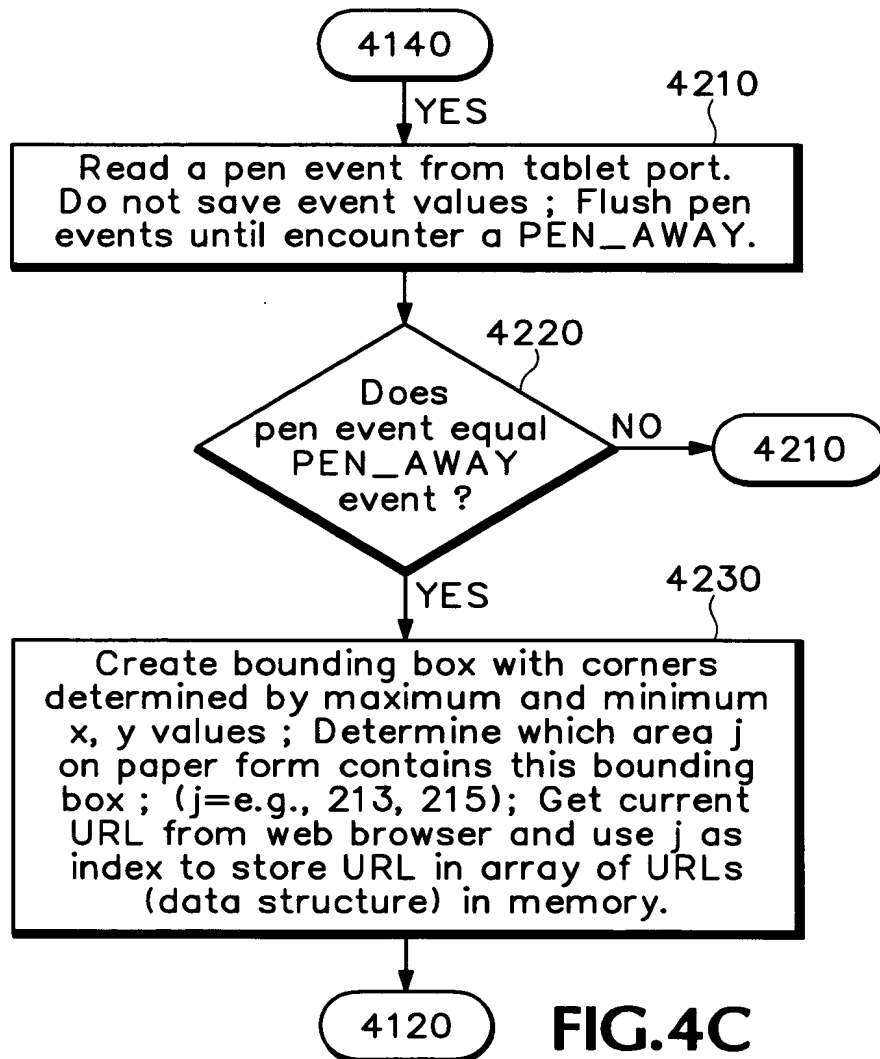 4140
YES
4210
Read a pen event from tablet port.
Do not save event values ; Flush pen
events until encounter a PEN_AWAY.
4220
Does
pen event equal
PEN_AWAY
event ?
NO
4210
YES
4230
Create bounding box with corners
determined by maximum and minimum
x, y values ; Determine which area j
on paper form contains this bounding
box ; (j=e.g., 213, 215); Get current
URL from web browser and use j as
index to store URL in array of URLs
(data structure) in memory.
4120
FIG.4C